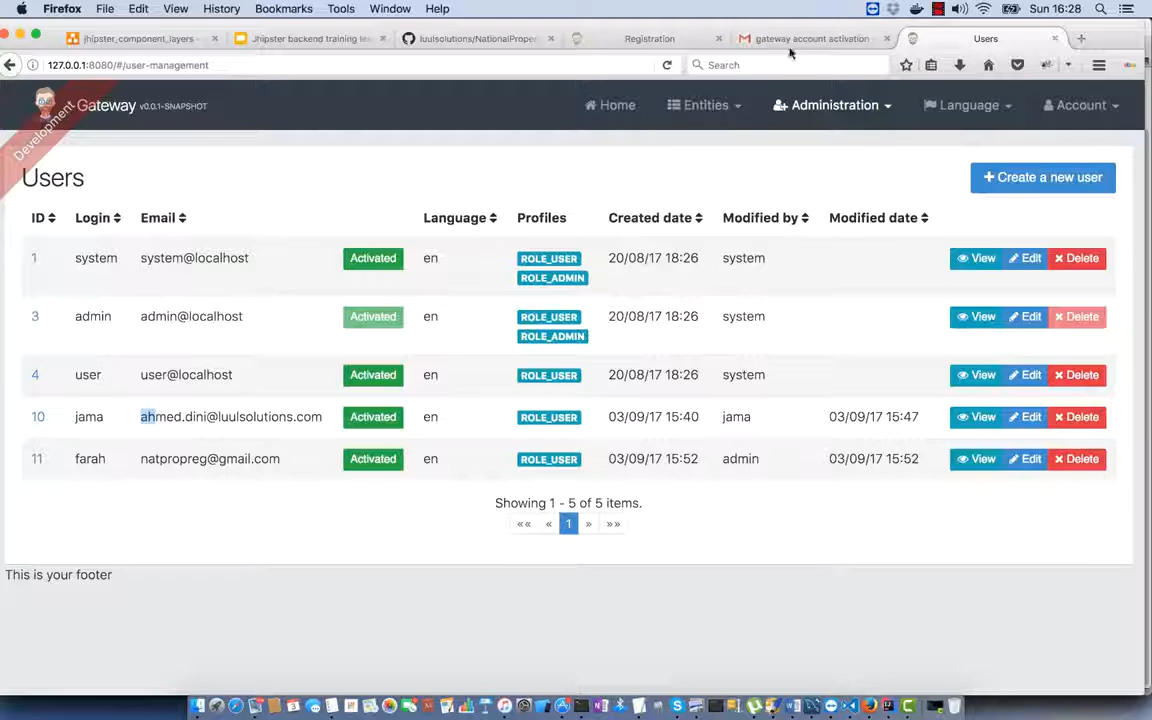 Firefox File Edit View History Bookmarks Tools Window Help Sun 16:28
jhipster_component_layers - Jhipster backend training les luulsolutions/NationalProper Registration gateway account activation - Users
127.0.0.1:8080/#/user-management Search
Development
Gateway v0.0.1-SNAPSHOT Home Entities Administration Language Account
Users
+ Create a new user
ID Login Email Language Profiles Created date Modified by Modified date
1 system system@localhost Activated en ROLE_USER 20/08/17 18:26 system View Edit Delete
ROLE_ADMIN
3 admin admin@localhost Activated en ROLE_USER 20/08/17 18:26 system View Edit Delete
ROLE_ADMIN
4 user user@localhost Activated en ROLE_USER 20/08/17 18:26 system View Edit Delete
10 jama ahmed.dini@luulsolutions.com Activated en ROLE_USER 03/09/17 15:40 jama 03/09/17 15:47 View Edit Delete
11 farah natpropreg@gmail.com Activated en ROLE_USER 03/09/17 15:52 admin 03/09/17 15:52 View Edit Delete
Showing 1 - 5 of 5 items.
«« « 1 » »»
This is your footer